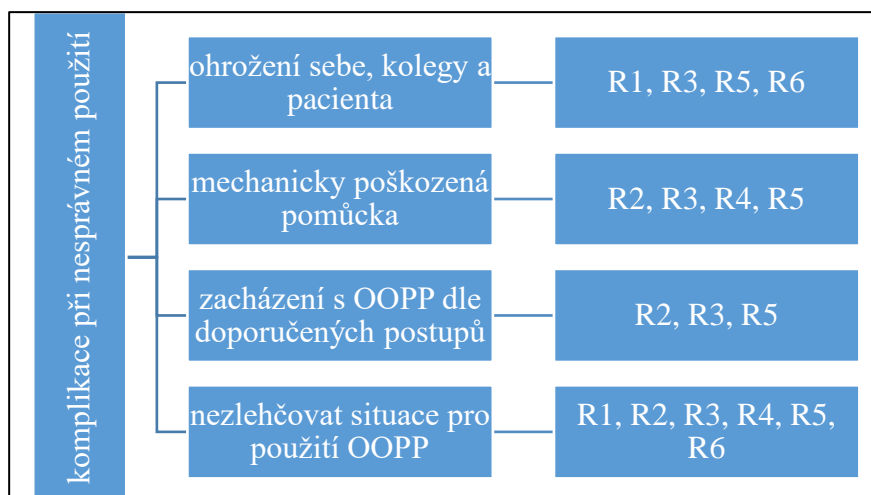 komplikace při nesprávném použití
ohrožení sebe, kolegy a
pacienta
R1, R3, R5, R6
mechanicky poškozená
pomůcka
R2, R3, R4, R5
zacházení s OOPP dle
doporučených postupů
R2, R3, R5
nezlehčovat situace pro
použití OOPP
R1, R2, R3, R4, R5,
R6